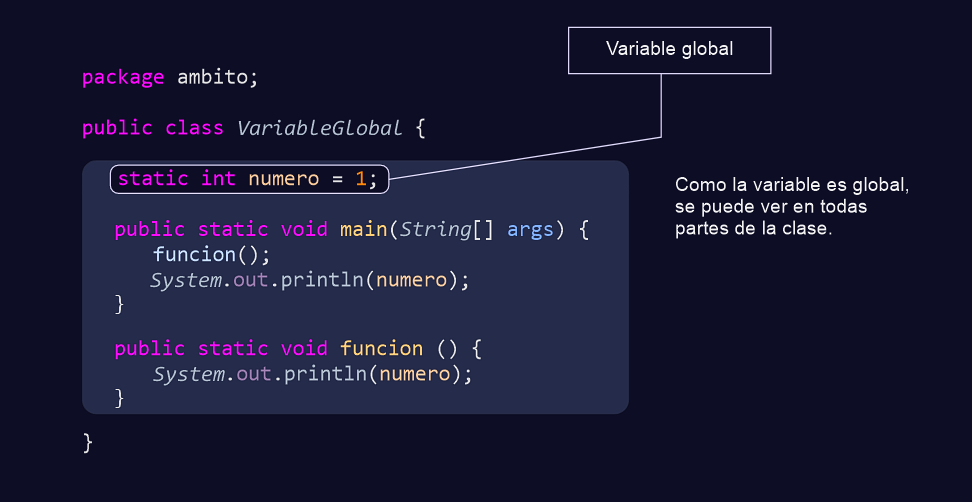 Variable global
package ambito;
public class VariableGlobal {
static int numero = 1;
Como la variable es global,
se puede ver en todas
partes de la clase.
public static void main(String[] args) {
funcion();
System.out.println(numero);
}
public static void funcion () {
System.out.println(numero);
}
}